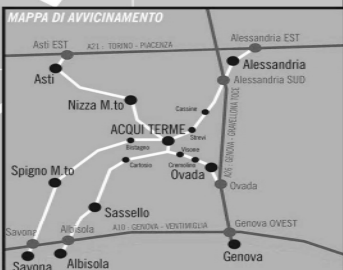 MAPPA DI AVVICINAMENTO
Asti EST
A21 - TORINO - PIACENZA
Alessandria EST
Asti
Alessandria
Alessandria SUD
Nizza M.to
Cassine
ACQUI TERME
Strevi
A26 - GENOVA - GRAVELLONA TOCE
Bistagno
Visone
Cartosio
Cremolino
Spigno M.to
Ovada
Ovada
Sassello
Savona
Albisola
A10 - GENOVA - VENTIMIGLIA
Genova OVEST
Savona
Albisola
Genova